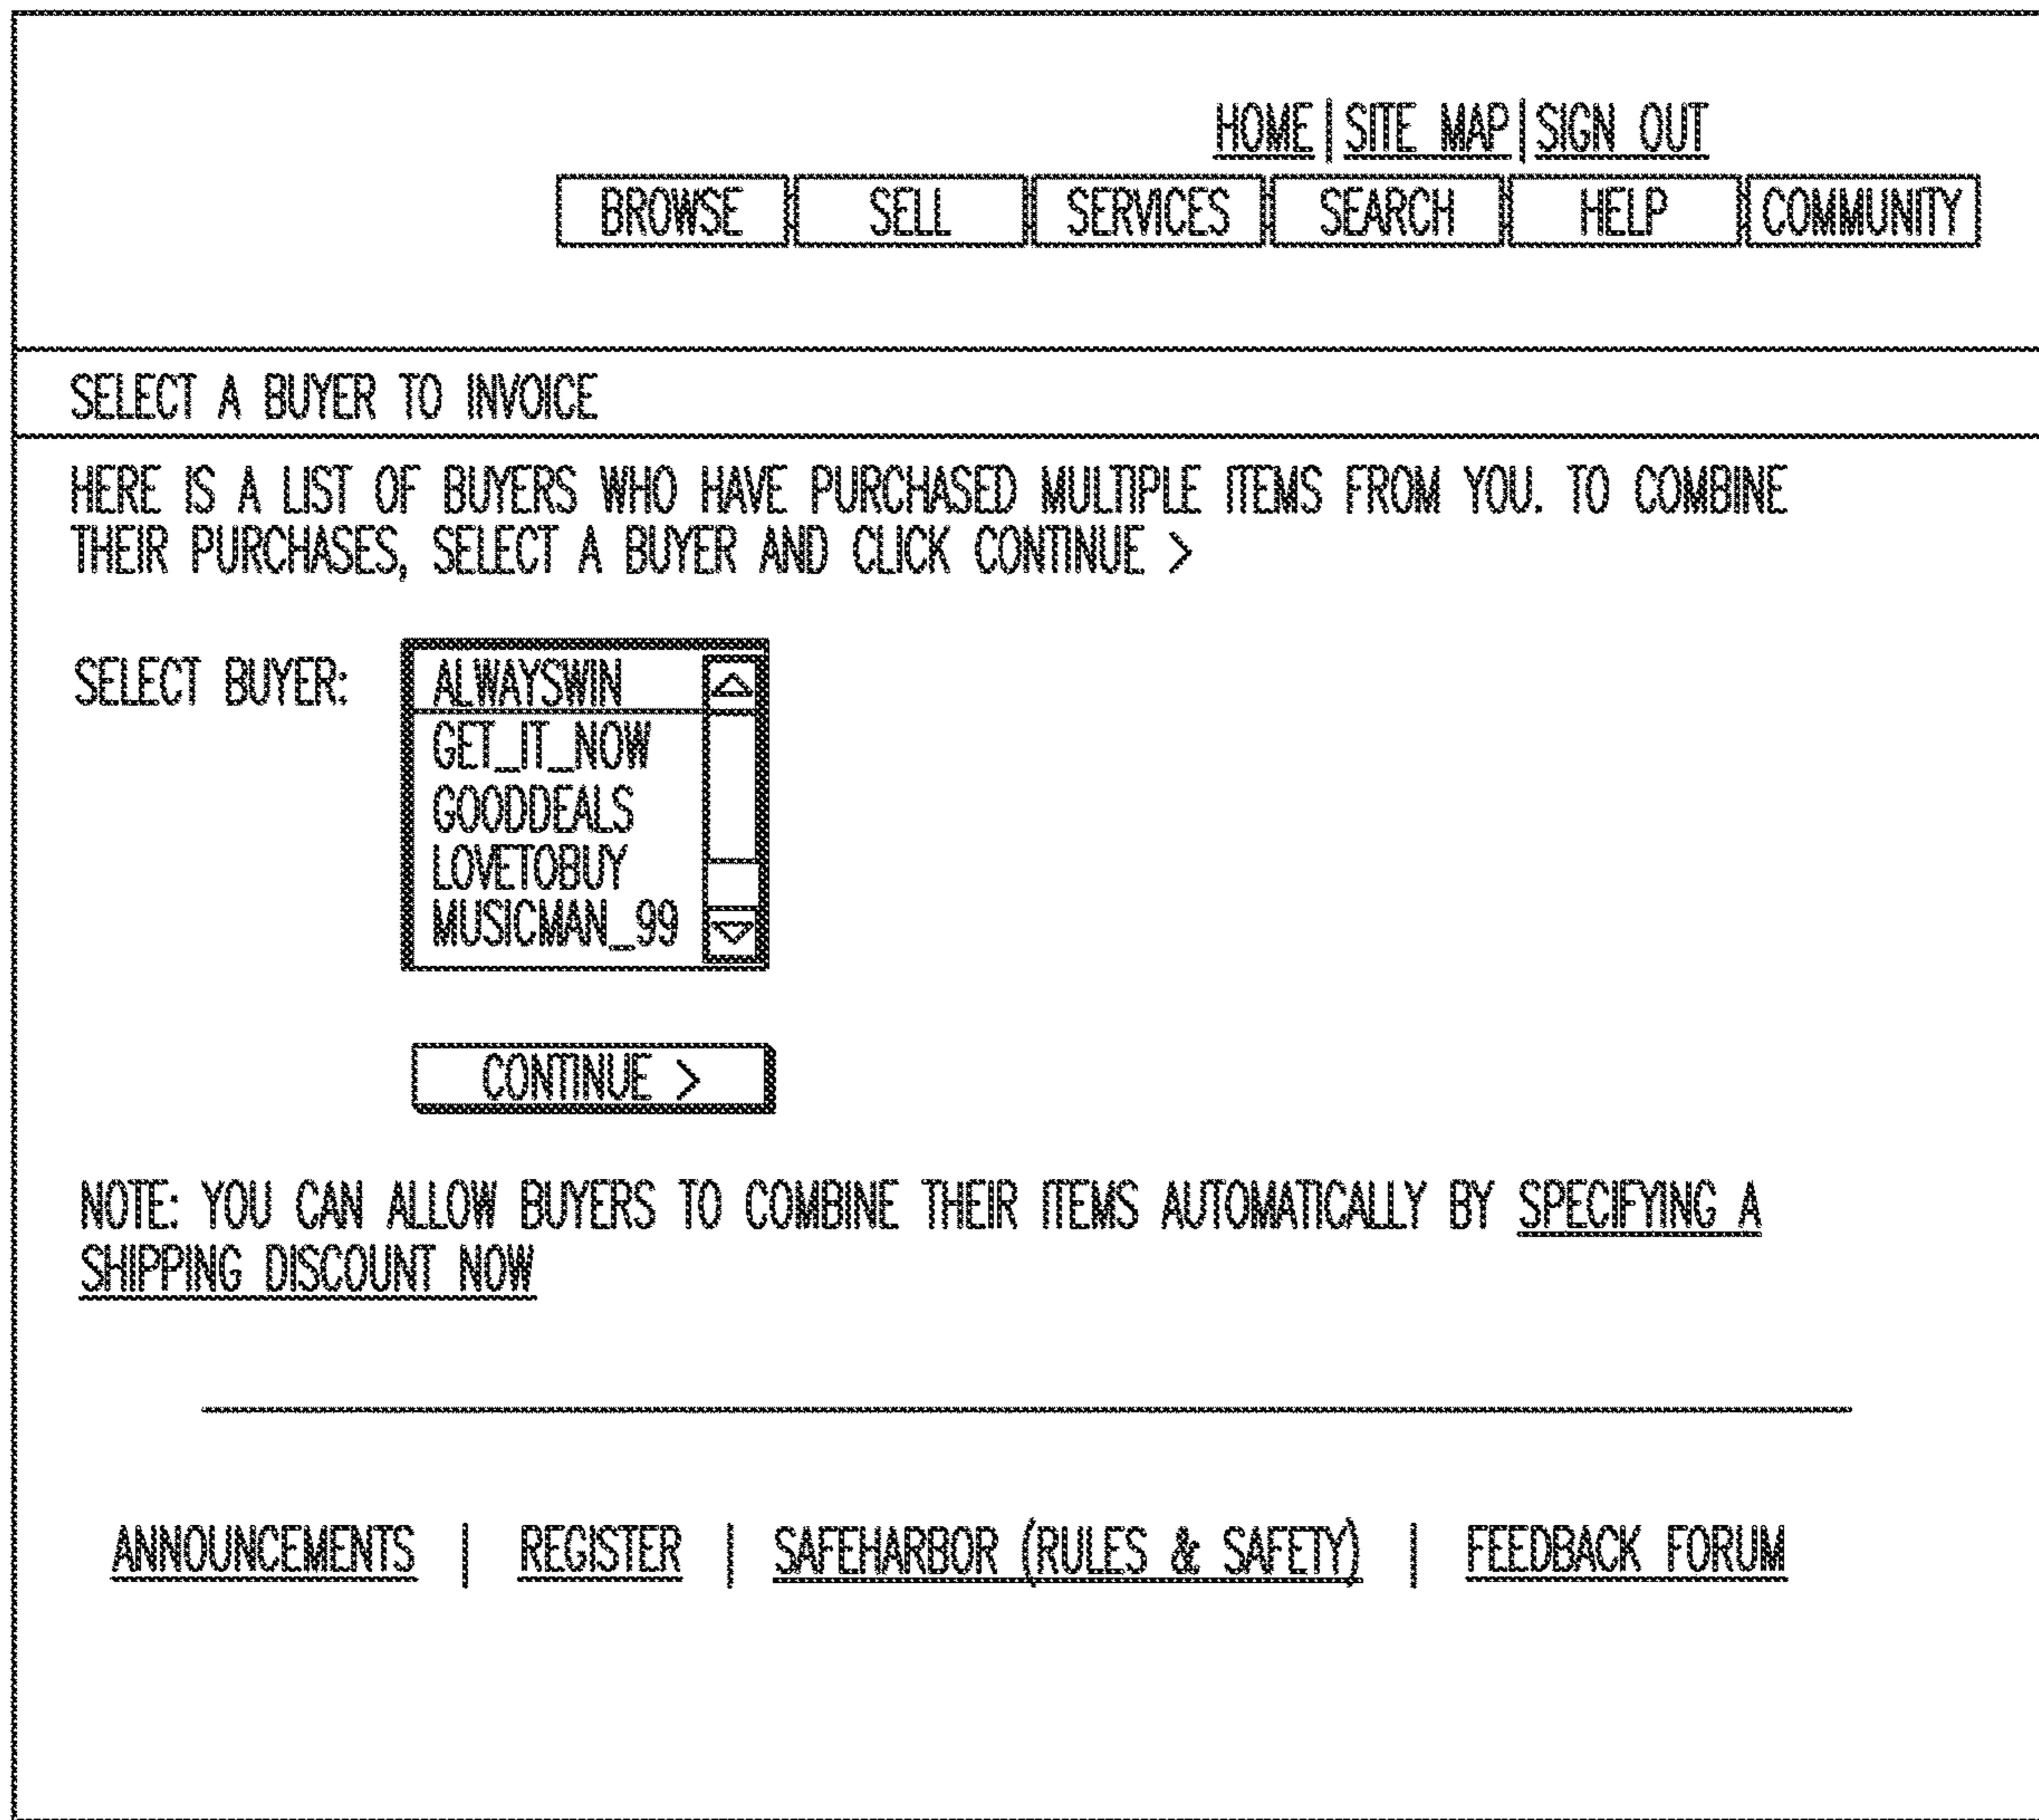 HOME | SITE MAP | SIGN OUT
BROWSE SELL SERVICES SEARCH HELP COMMUNITY
SELECT A BUYER TO INVOICE
HERE IS A LIST OF BUYERS WHO HAVE PURCHASED MULTIPLE ITEMS FROM YOU. TO COMBINE
THEIR PURCHASES, SELECT A BUYER AND CLICK CONTINUE >
SELECT BUYER:
ALWAYSWIN
GET_IT_NOW
GOODDEALS
LOVETOBUY
MUSICMAN_99
CONTINUE >
NOTE: YOU CAN ALLOW BUYERS TO COMBINE THEIR ITEMS AUTOMATICALLY BY SPECIFYING A
SHIPPING DISCOUNT NOW
ANNOUNCEMENTS | REGISTER | SAFEHARBOR (RULES & SAFETY) | FEEDBACK FORUM